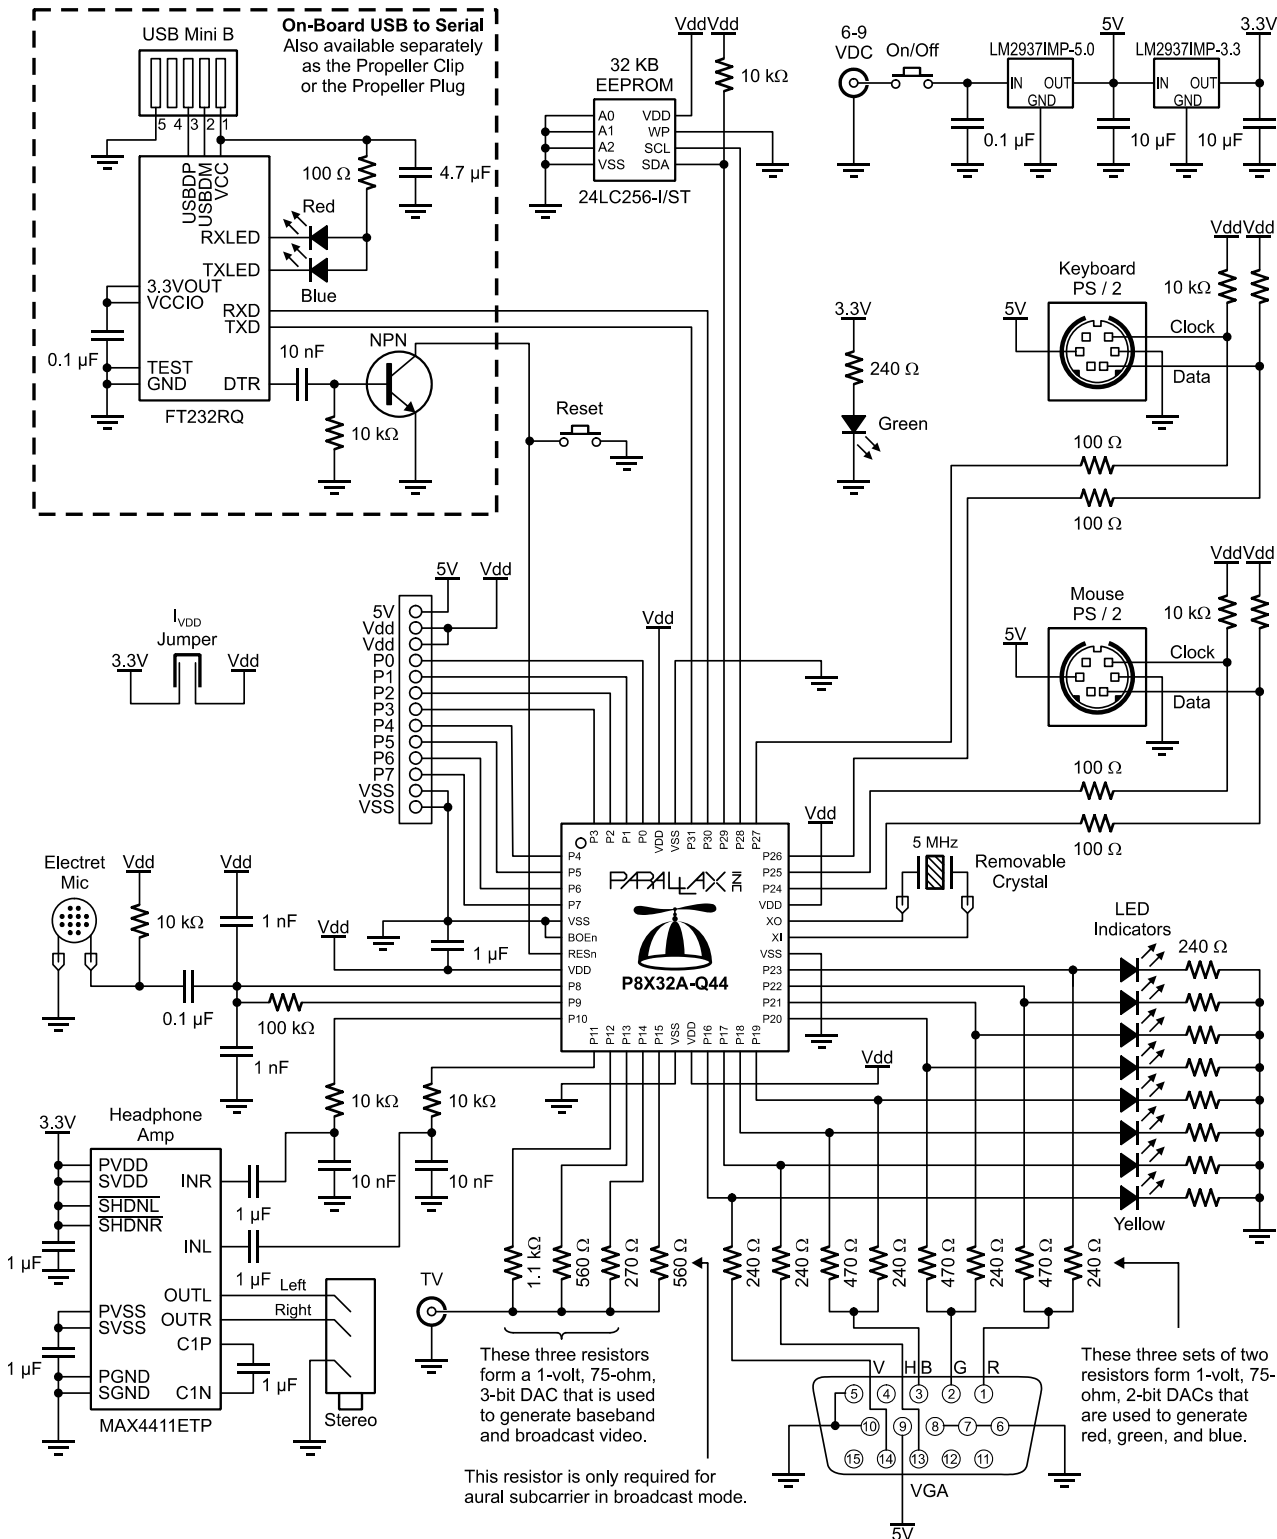 On-Board USB to Serial
Also available separately
as the Propeller Clip
or the Propeller Plug
USB Mini B
5 4 3 2 1
USBDP
USBDM
VCC
100 Ω
4.7 µF
Red
RXLED
TXLED
Blue
3.3VOUT
VCCIO
RXD
TXD
0.1 µF
10 nF
NPN
TEST
GND
DTR
FT232RQ
10 kΩ
Reset
Vdd
Vdd
32 KB
EEPROM
10 kΩ
A0 VDD
A1 WP
A2 SCL
VSS SDA
24LC256-I/ST
6-9
VDC
On/Off
5V
3.3V
LM2937IMP-5.0
LM2937IMP-3.3
IN OUT
GND
IN OUT
GND
0.1 µF
10 µF
10 µF
3.3V
240 Ω
Green
Vdd
Vdd
Keyboard
PS / 2
10 kΩ
5V
Clock
Data
100 Ω
100 Ω
Vdd
Vdd
Mouse
PS / 2
10 kΩ
5V
Clock
Data
100 Ω
100 Ω
IVDD
Jumper
3.3V
Vdd
5V
Vdd
5V
Vdd
Vdd
P0
P1
P2
P3
P4
P5
P6
P7
VSS
VSS
Vdd
Vdd
P3 P2 P1 P0 VDD VSS P31 P30 P29 P28 P27
P4
P5
P6
P7
VSS
BOEn
RESn
VDD
P8
P9
P10
P26
P25
P24
VDD
XO
XI
VSS
P23
P22
P21
P20
P11 P12 P13 P14 P15 VSS VDD P16 P17 P18 P19
PARALLAX INC
P8X32A-Q44
5 MHz
Removable
Crystal
Electret
Mic
Vdd
10 kΩ
Vdd
1 nF
Vdd
1 µF
0.1 µF
100 kΩ
1 nF
10 kΩ
10 kΩ
10 nF
10 nF
Vdd
LED
Indicators
240 Ω
Yellow
Headphone
Amp
3.3V
PVDD
SVDD
SHDNL
SHDNR
INR
1 µF
INL
1 µF
1 µF
OUTL
Left
OUTR
Right
PVSS
SVSS
C1P
1 µF
1 µF
PGND
SGND
C1N
MAX4411ETP
Stereo
TV
1.1 kΩ
560 Ω
270 Ω
560 Ω
240 Ω
240 Ω
470 Ω
240 Ω
470 Ω
240 Ω
470 Ω
240 Ω
These three resistors
form a 1-volt, 75-ohm,
3-bit DAC that is used
to generate baseband
and broadcast video.
This resistor is only required for
aural subcarrier in broadcast mode.
These three sets of two
resistors form 1-volt, 75-
ohm, 2-bit DACs that
are used to generate
red, green, and blue.
V H B G R
5 4 3 2 1
10 9 8 7 6
15 14 13 12 11
VGA
5V